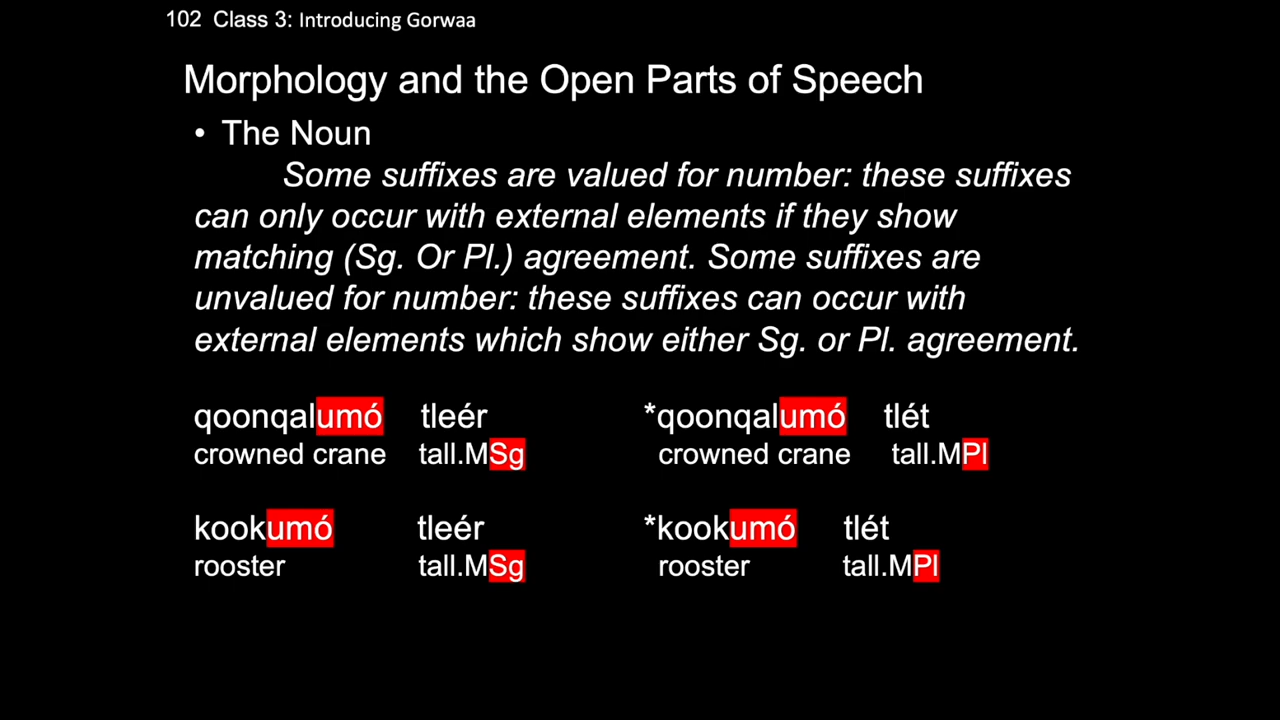 102 Class 3: Introducing Gorwaa
Morphology and the Open Parts of Speech
• The Noun
Some suffixes are valued for number: these suffixes
can only occur with external elements if they show
matching (Sg. Or Pl.) agreement. Some suffixes are
unvalued for number: these suffixes can occur with
external elements which show either Sg. or Pl. agreement.
qoonqalumó tleér *qoonqalumó tlét
crowned crane tall.MSg crowned crane tall.MPl
kookumó tleér *kookumó tlét
rooster tall.MSg rooster tall.MPl